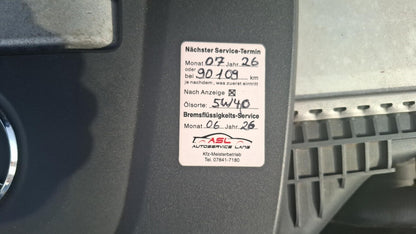 Nächster Service-Termin
Monat 07 Jahr 26
oder
bei 90109 km
je nachdem, was zuerst eintritt
Nach Anzeige ☒
Ölsorte: 5W40
Bremsflüssigkeits-Service
Monat 06 Jahr 26
ASL
AUTOSERVICE LANG
Kfz-Meisterbetrieb
Tel. 07841-7180